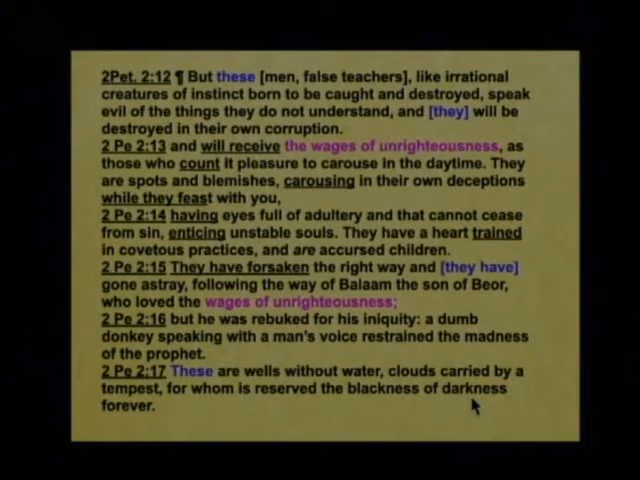 2Pet. 2:12 ¶ But these [men, false teachers], like irrational
creatures of instinct born to be caught and destroyed, speak
evil of the things they do not understand, and [they] will be
destroyed in their own corruption.
2 Pe 2:13 and will receive the wages of unrighteousness, as
those who count It pleasure to carouse in the daytime. They
are spots and blemishes, carousing in their own deceptions
while they feast with you,
2 Pe 2:14 having eyes full of adultery and that cannot cease
from sin, enticing unstable souls. They have a heart trained
in covetous practices, and are accursed children.
2 Pe 2:15 They have forsaken the right way and [they have]
gone astray, following the way of Balaam the son of Beor,
who loved the wages of unrighteousness;
2 Pe 2:16 but he was rebuked for his iniquity: a dumb
donkey speaking with a man's voice restrained the madness
of the prophet.
2 Pe 2:17 These are wells without water, clouds carried by a
tempest, for whom is reserved the blackness of darkness
forever.